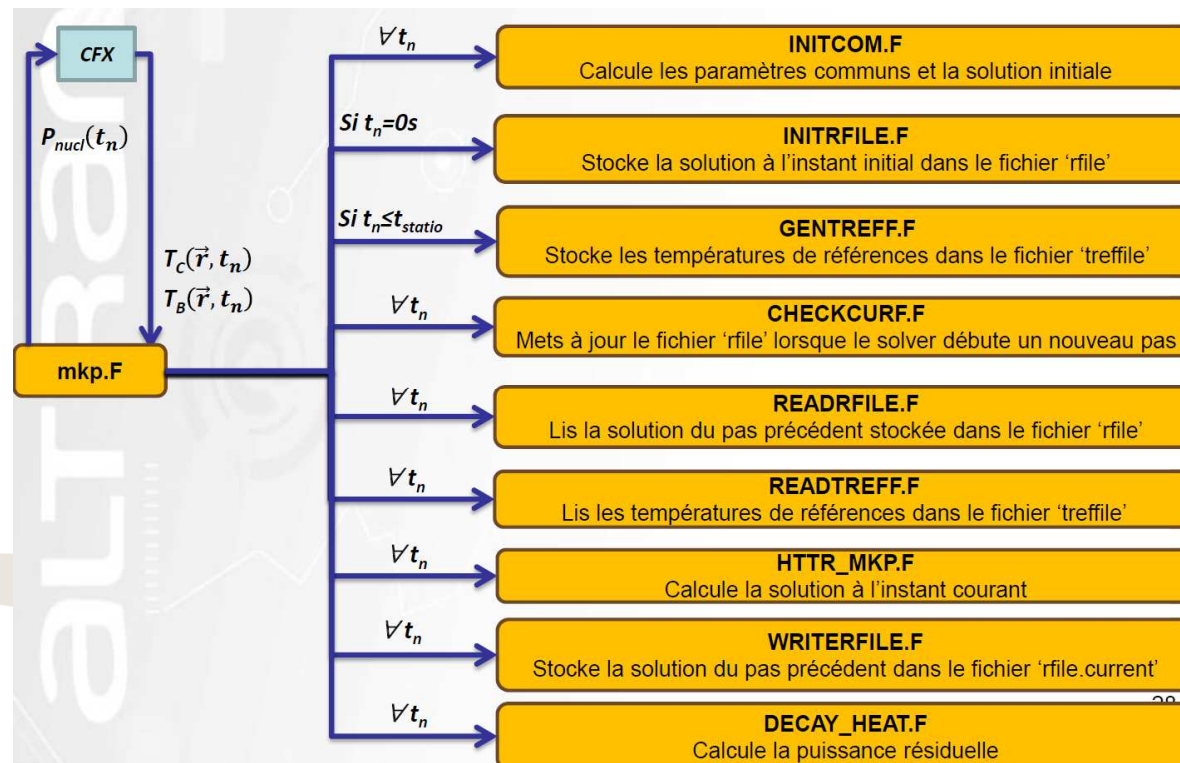 CFX
P_nucl(t_n)
T_C(r⃗, t_n)
T_B(r⃗, t_n)
mkp.F
aLTRan
∀ t_n
INITCOM.F
Calcule les paramètres communs et la solution initiale
Si t_n=0s
INITRFILE.F
Stocke la solution à l’instant initial dans le fichier ‘rfile’
Si t_n≤t_statio
GENTREFF.F
Stocke les températures de références dans le fichier ‘treffile’
∀ t_n
CHECKCURF.F
Mets à jour le fichier ‘rfile’ lorsque le solver débute un nouveau pas
∀ t_n
READRFILE.F
Lis la solution du pas précédent stockée dans le fichier ‘rfile’
∀ t_n
READTREFF.F
Lis les températures de références dans le fichier ‘treffile’
∀ t_n
HTTR_MKP.F
Calcule la solution à l’instant courant
∀ t_n
WRITERFILE.F
Stocke la solution du pas précédent dans le fichier ‘rfile.current’
∀ t_n
DECAY_HEAT.F
Calcule la puissance résiduelle